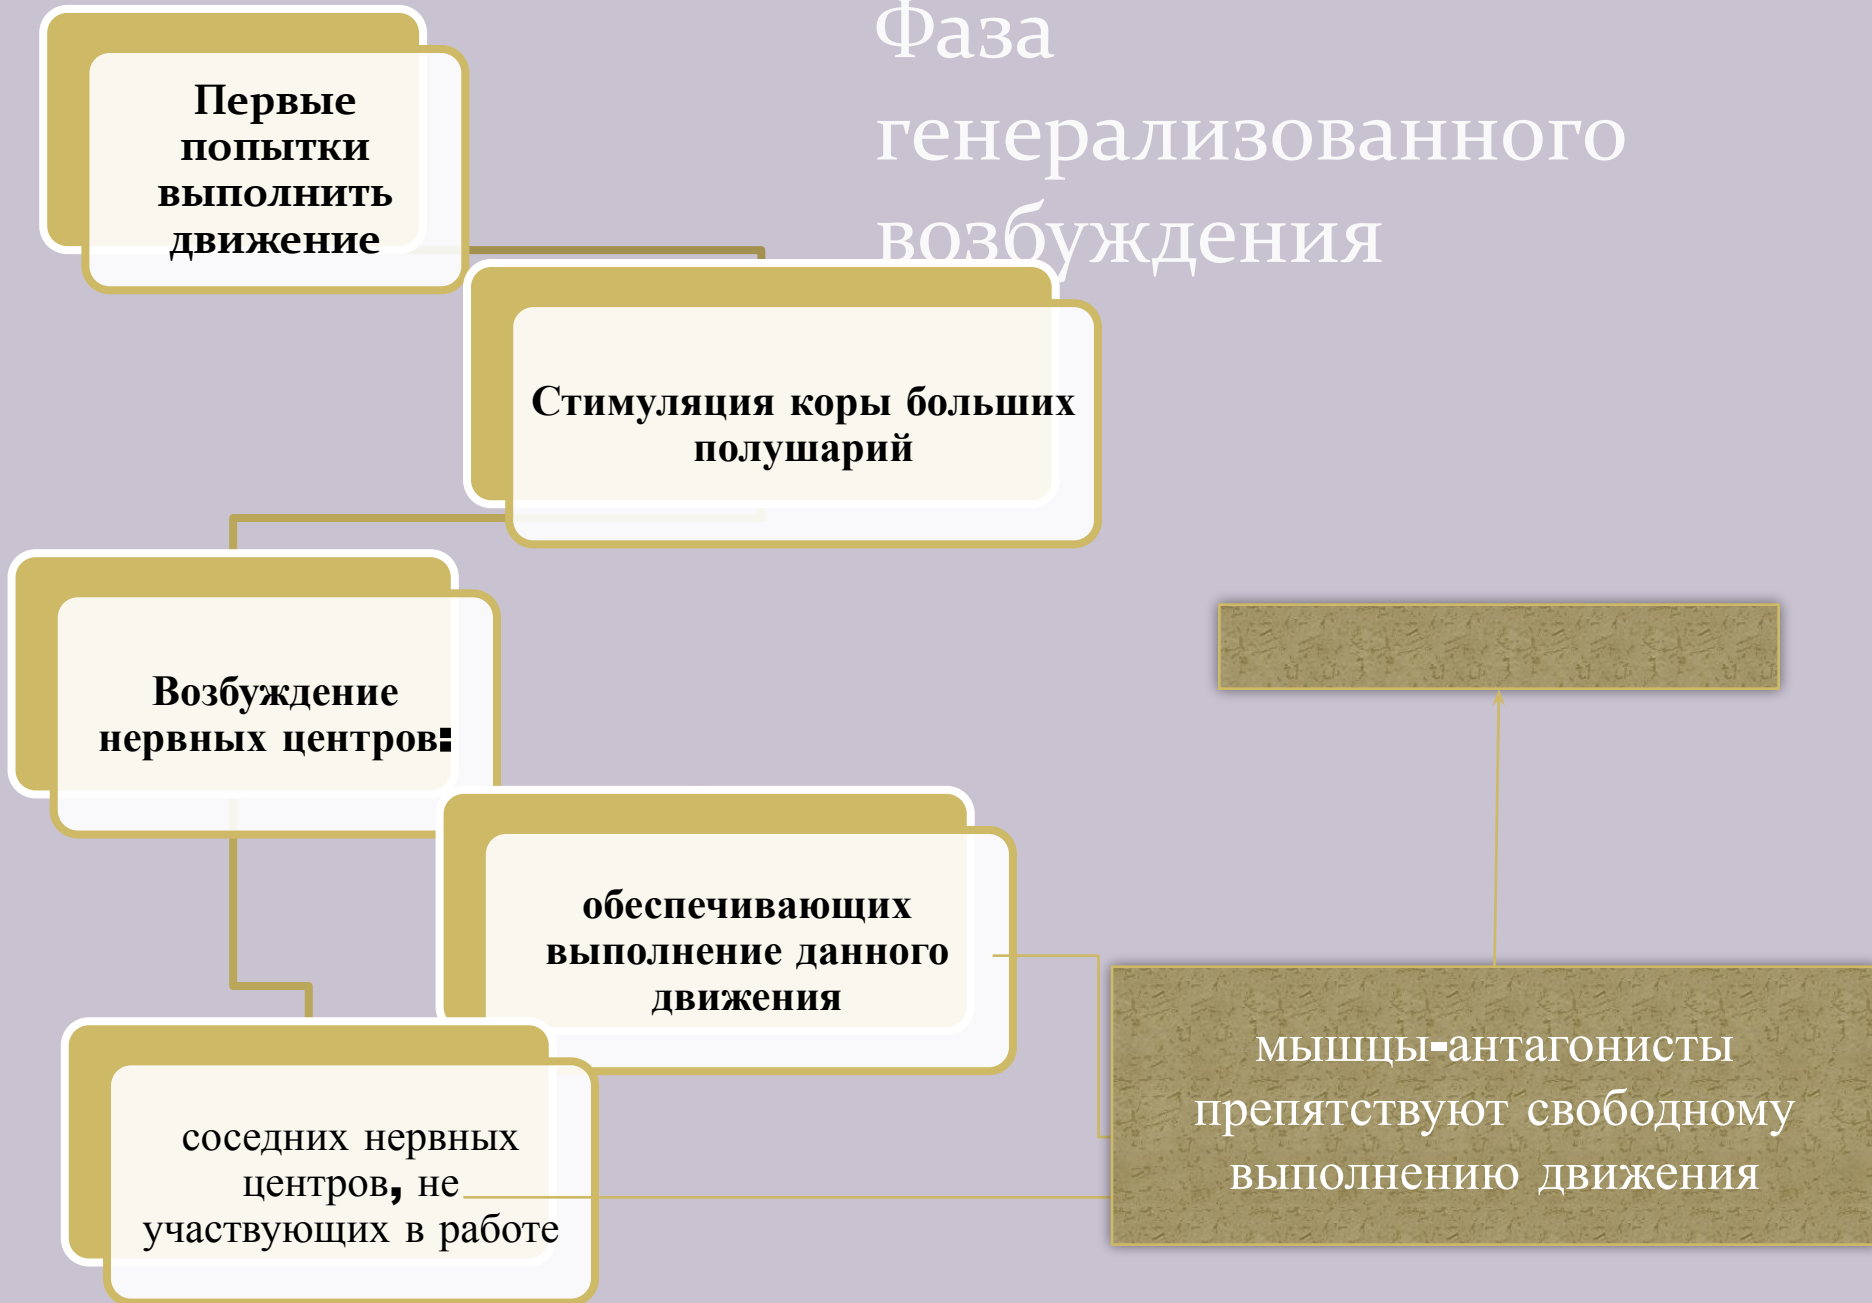 Фаза
генерализованного
возбуждения
Первые
попытки
выполнить
движение
Стимуляция коры больших
полушарий
Возбуждение
нервных центров:
обеспечивающих
выполнение данного
движения
соседних нервных
центров, не
участвующих в работе
мышцы-антагонисты
препятствуют свободному
выполнению движения